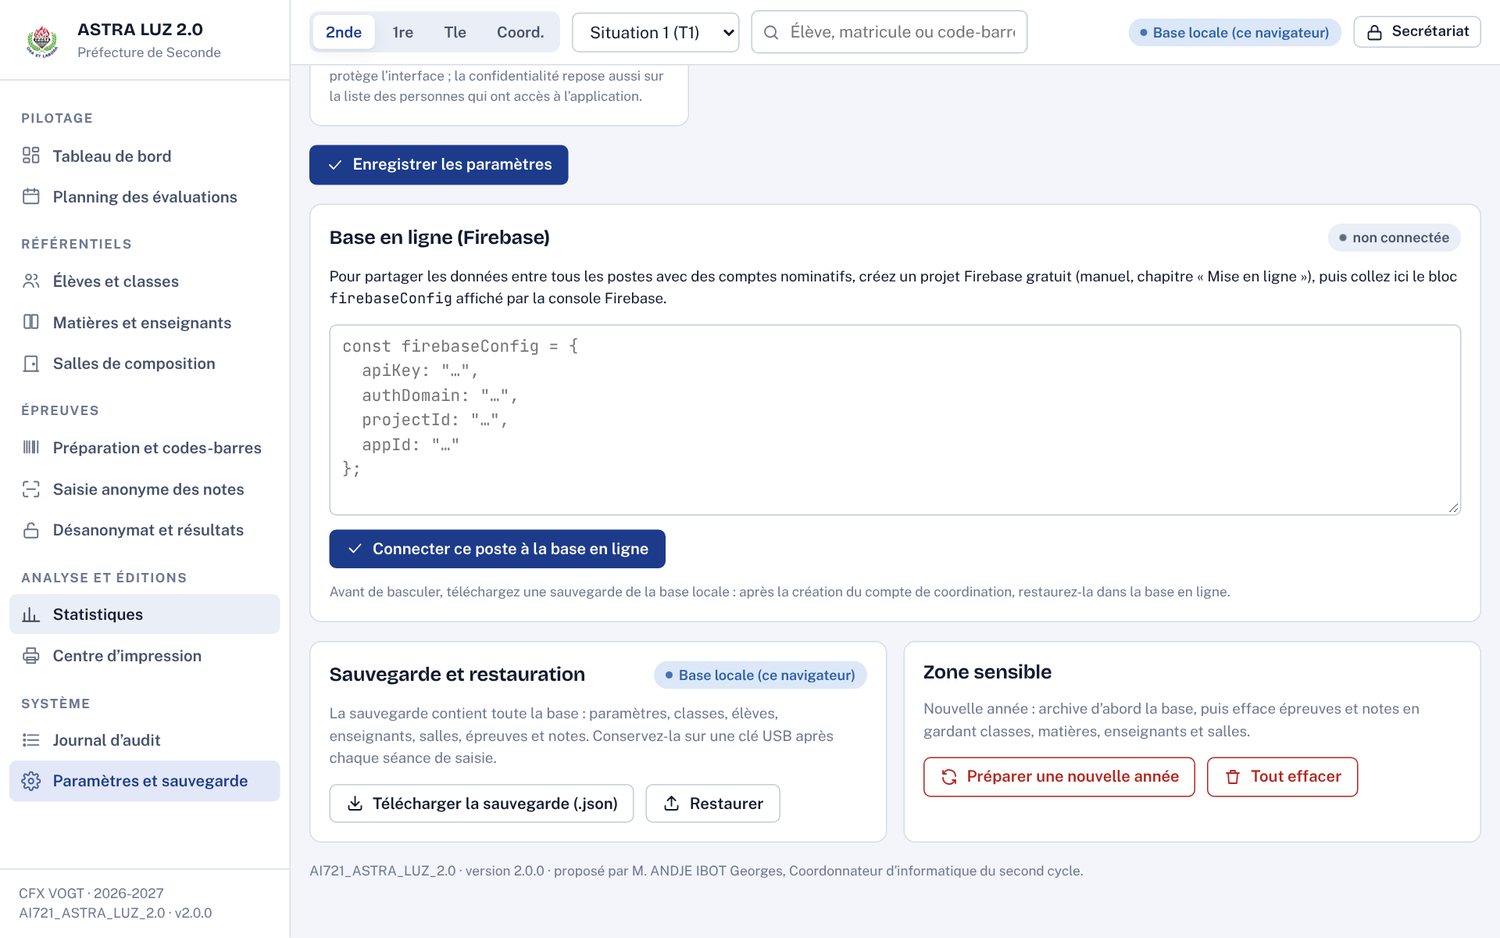 ASTRA LUZ 2.0
Préfecture de Seconde
2nde
1re
Tle
Coord.
Situation 1 (T1)
Élève, matricule ou code-barre
Base locale (ce navigateur)
Secrétariat
PILOTAGE
Tableau de bord
Planning des évaluations
RÉFÉRENTIELS
Élèves et classes
Matières et enseignants
Salles de composition
ÉPREUVES
Préparation et codes-barres
Saisie anonyme des notes
Désanonymat et résultats
ANALYSE ET ÉDITIONS
Statistiques
Centre d’impression
SYSTÈME
Journal d’audit
Paramètres et sauvegarde
CFX VOGT · 2026-2027
AI721_ASTRA_LUZ_2.0 · v2.0.0
protège l’interface ; la confidentialité repose aussi sur
la liste des personnes qui ont accès à l’application.
Enregistrer les paramètres
Base en ligne (Firebase)
non connectée
Pour partager les données entre tous les postes avec des comptes nominatifs, créez un projet Firebase gratuit (manuel, chapitre « Mise en ligne »), puis collez ici le bloc
firebaseConfig affiché par la console Firebase.
const firebaseConfig = {
apiKey: "…",
authDomain: "…",
projectId: "…",
appId: "…"
};
Connecter ce poste à la base en ligne
Avant de basculer, téléchargez une sauvegarde de la base locale : après la création du compte de coordination, restaurez-la dans la base en ligne.
Sauvegarde et restauration
Base locale (ce navigateur)
La sauvegarde contient toute la base : paramètres, classes, élèves,
enseignants, salles, épreuves et notes. Conservez-la sur une clé USB après
chaque séance de saisie.
Télécharger la sauvegarde (.json)
Restaurer
Zone sensible
Nouvelle année : archive d’abord la base, puis efface épreuves et notes en
gardant classes, matières, enseignants et salles.
Préparer une nouvelle année
Tout effacer
AI721_ASTRA_LUZ_2.0 · version 2.0.0 · proposé par M. ANDJE IBOT Georges, Coordonnateur d’informatique du second cycle.